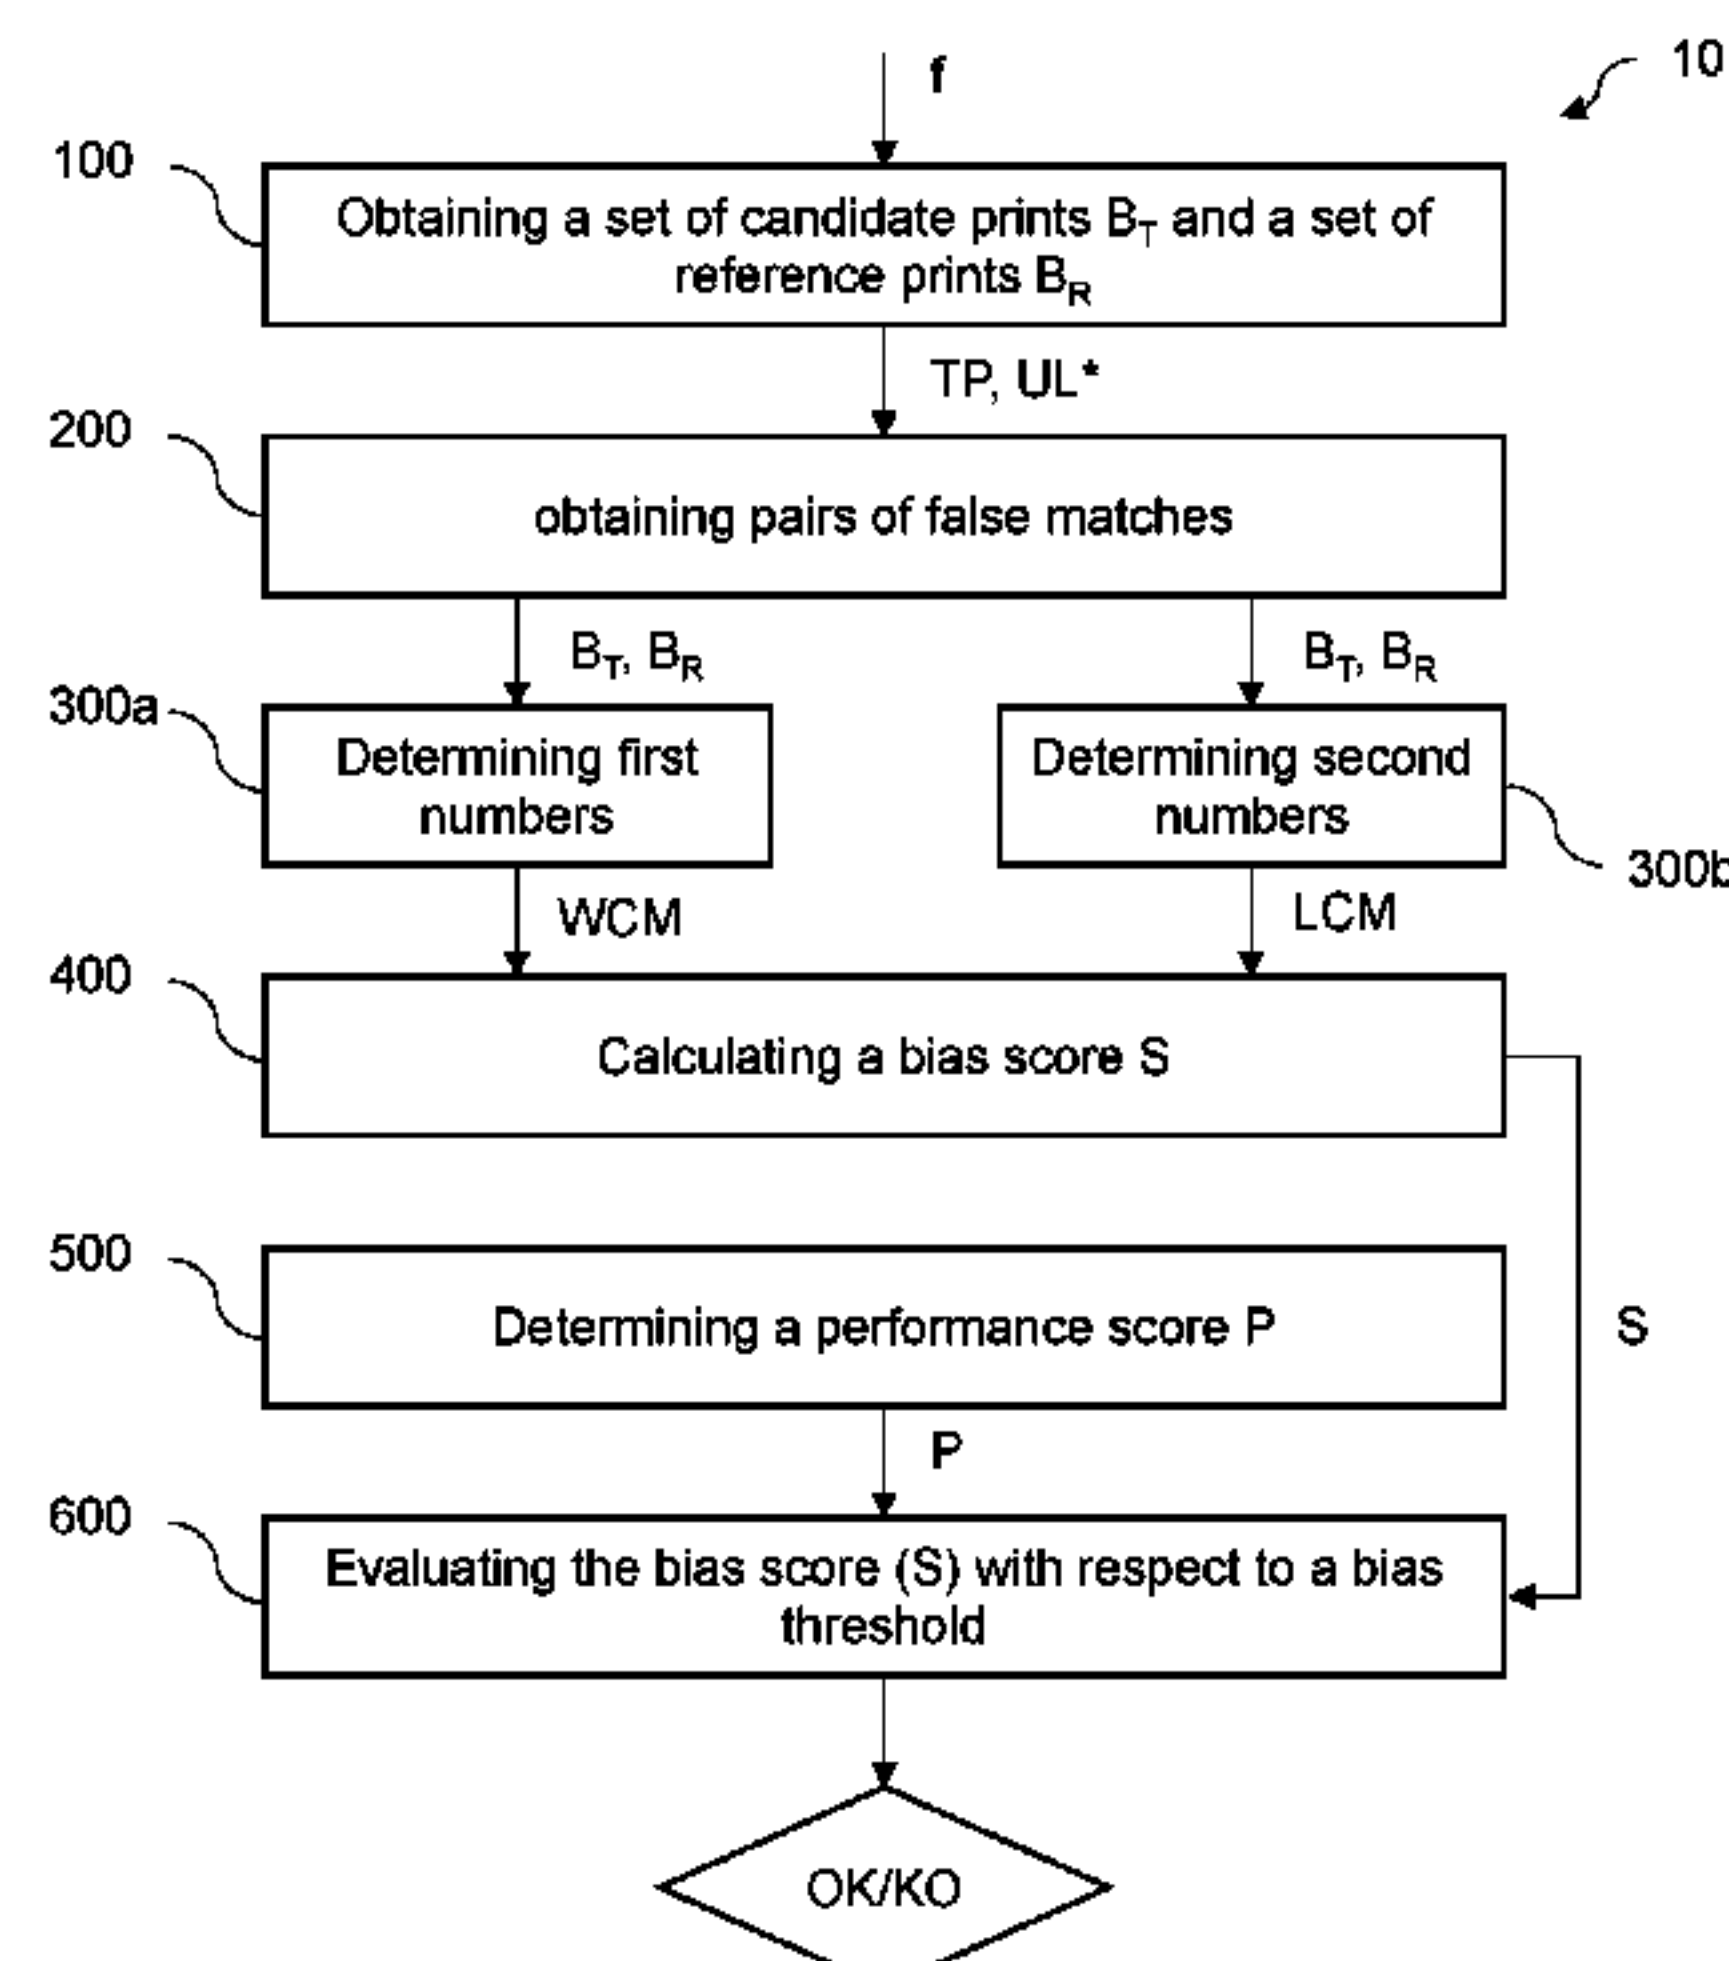 f
10
100
Obtaining a set of candidate prints B_T and a set of
reference prints B_R
TP, UL*
200
obtaining pairs of false matches
B_T, B_R
B_T, B_R
300a
Determining first
numbers
Determining second
numbers
300b
WCM
LCM
400
Calculating a bias score S
500
Determining a performance score P
S
P
600
Evaluating the bias score (S) with respect to a bias
threshold
OK/KO